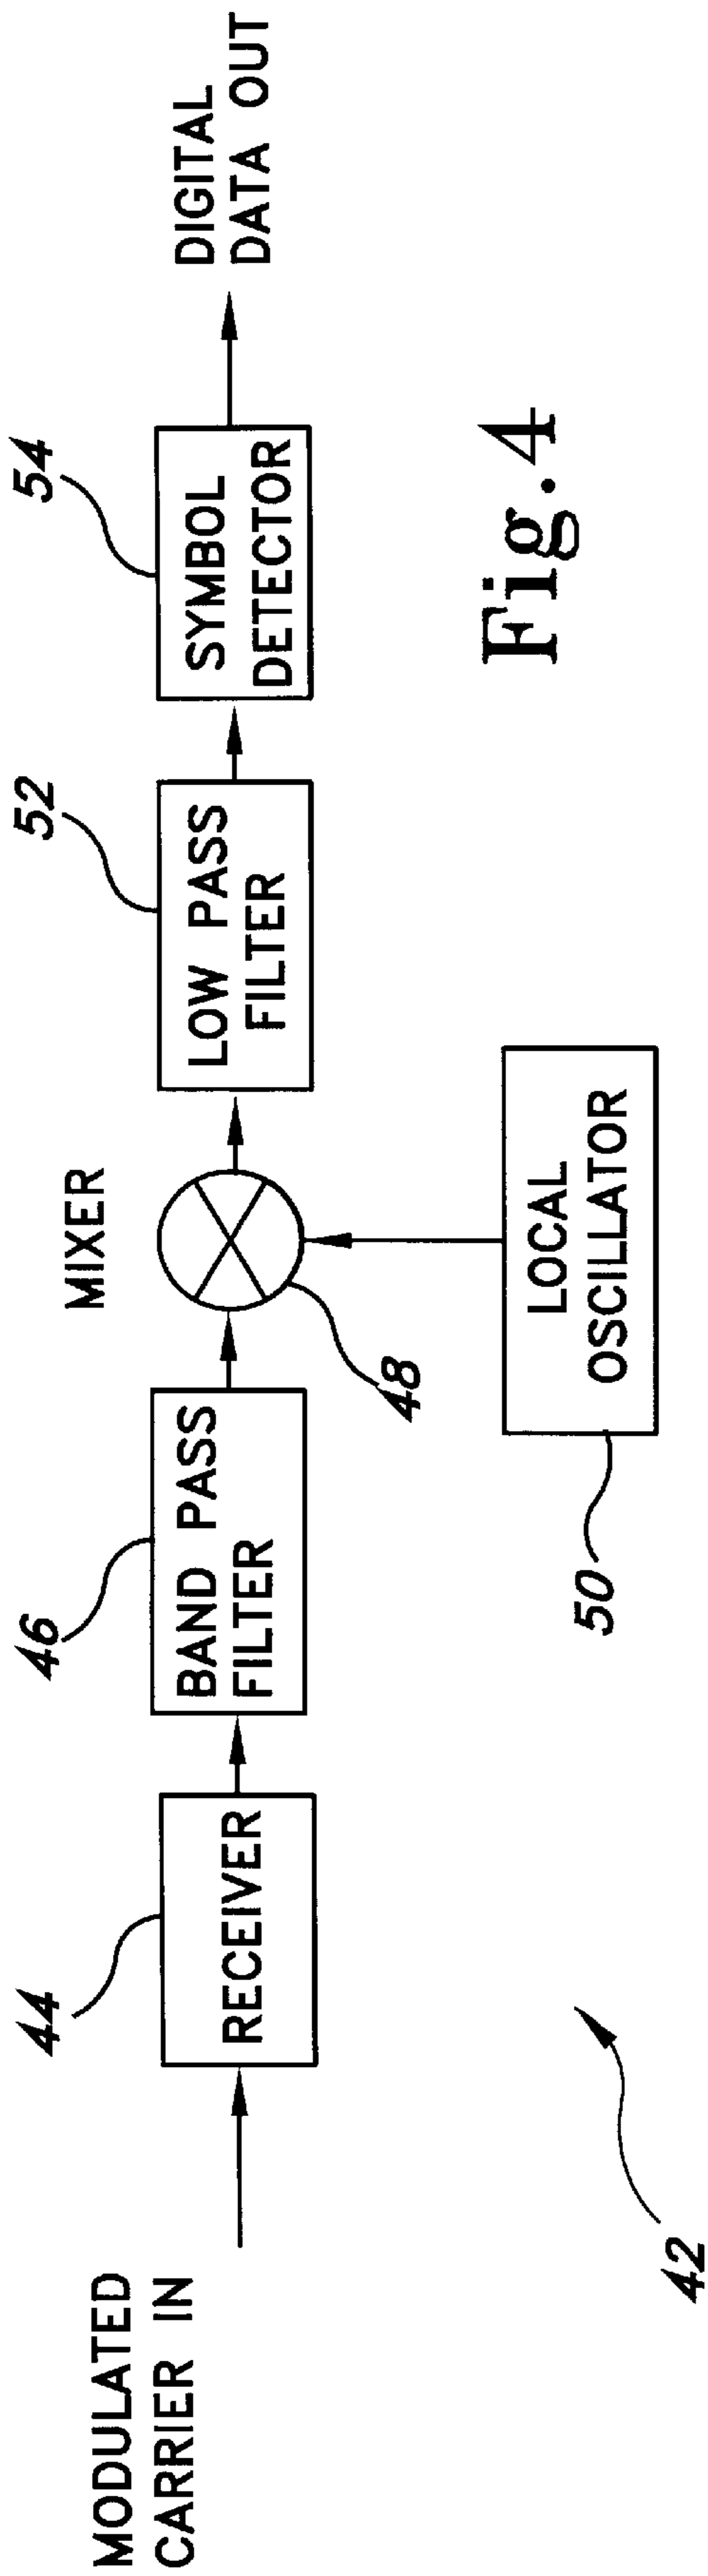 MODULATED
CARRIER IN
44
RECEIVER
46
BAND PASS
FILTER
MIXER
48
50
LOCAL
OSCILLATOR
52
LOW PASS
FILTER
54
SYMBOL
DETECTOR
DIGITAL
DATA OUT
42
Fig.4